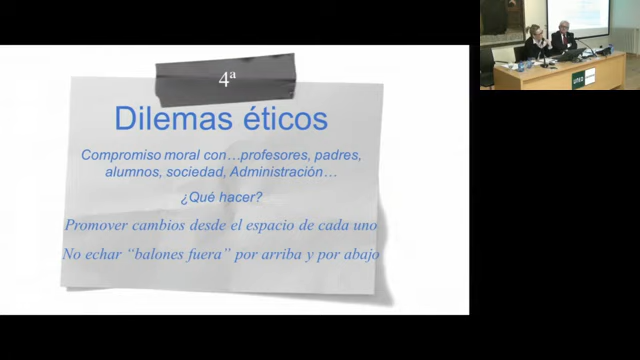 4ª
Dilemas éticos
Compromiso moral con…profesores, padres,
alumnos, sociedad, Administración…
¿Qué hacer?
Promover cambios desde el espacio de cada uno
No echar “balones fuera” por arriba y por abajo
UNED